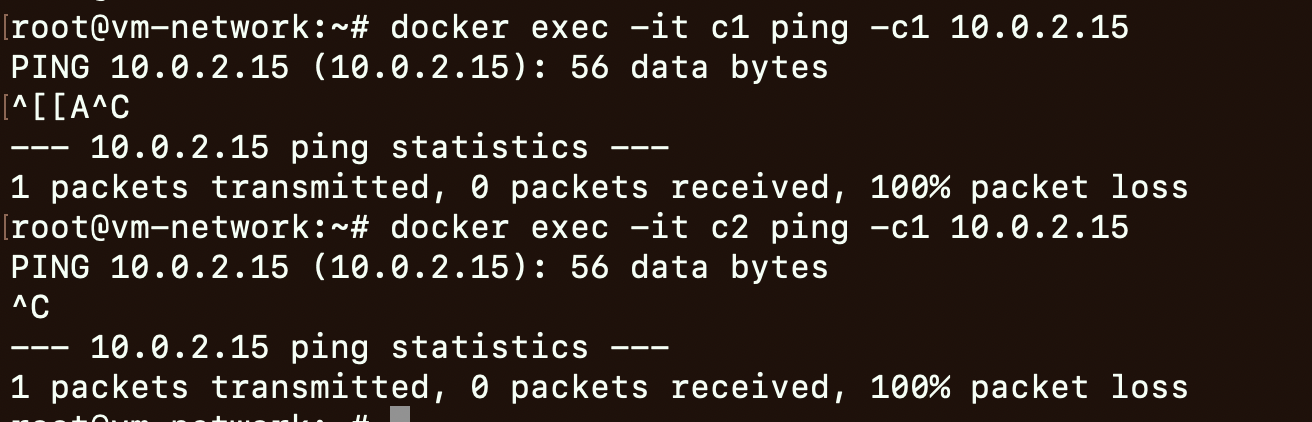 [root@vm-network:~# docker exec -it c1 ping -c1 10.0.2.15
PING 10.0.2.15 (10.0.2.15): 56 data bytes
[^[[A^C
--- 10.0.2.15 ping statistics ---
1 packets transmitted, 0 packets received, 100% packet loss
[root@vm-network:~# docker exec -it c2 ping -c1 10.0.2.15
PING 10.0.2.15 (10.0.2.15): 56 data bytes
^C
--- 10.0.2.15 ping statistics ---
1 packets transmitted, 0 packets received, 100% packet loss
root@vm-network:~#